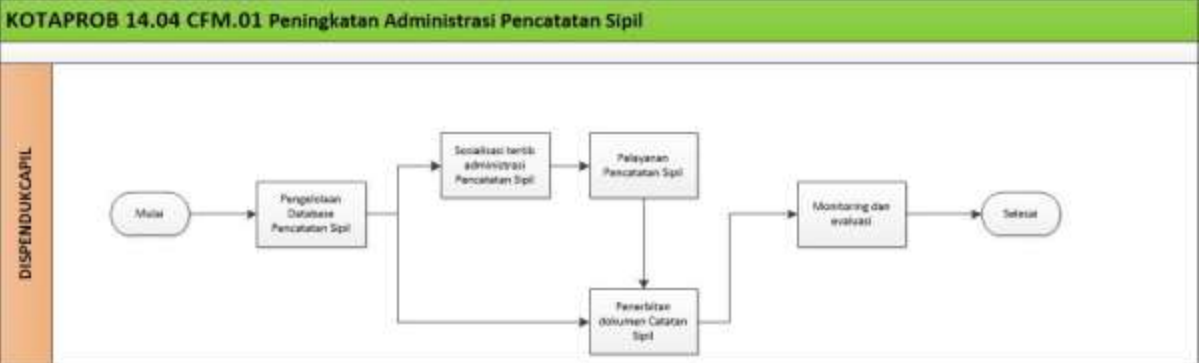 KOTAPROB 14.04 CFM.01 Peningkatan Administrasi Pencatatan Sipil
DISPENDUKCAPIL
Mulai
Pengelolaan
Database
Pencatatan Sipil
Sosialisasi tertib
administrasi
Pencatatan Sipil
Pelayanan
Pencatatan Sipil
Penerbitan
dokumen Catatan
Sipil
Monitoring dan
evaluasi
Selesai